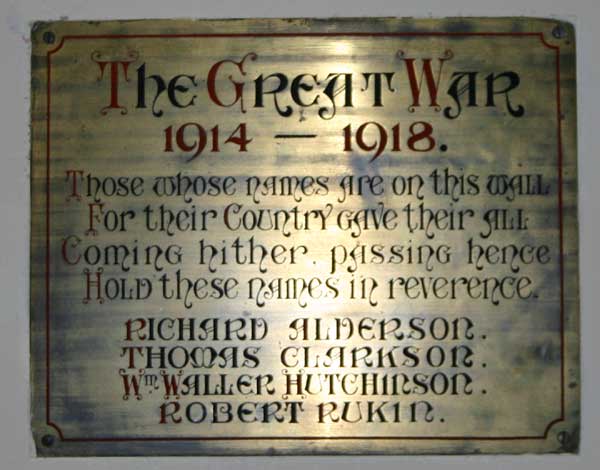 The Great War
1914 — 1918.
Those whose names are on this wall
For their Country gave their all
Coming hither, passing hence
Hold these names in reverence.
Richard Alderson.
Thomas Clarkson.
Wm Waller Hutchinson.
Robert Rukin.